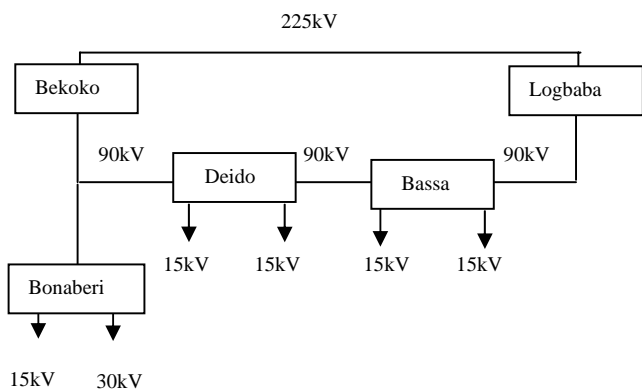 225kV
Bekoko
Logbaba
90kV
90kV
90kV
Deido
Bassa
15kV
15kV
15kV
15kV
Bonaberi
15kV
30kV